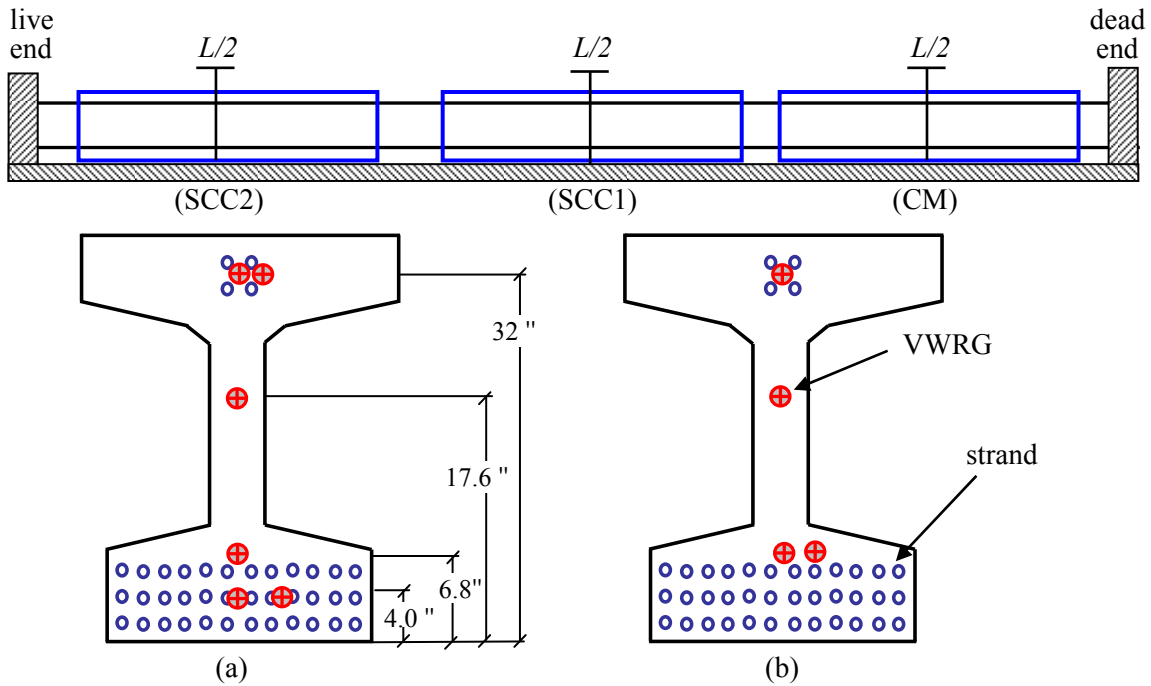 live
end
dead
end
L/2
L/2
L/2
(SCC2)
(SCC1)
(CM)
32 "
17.6 "
6.8"
4.0 "
VWRG
strand
(a)
(b)